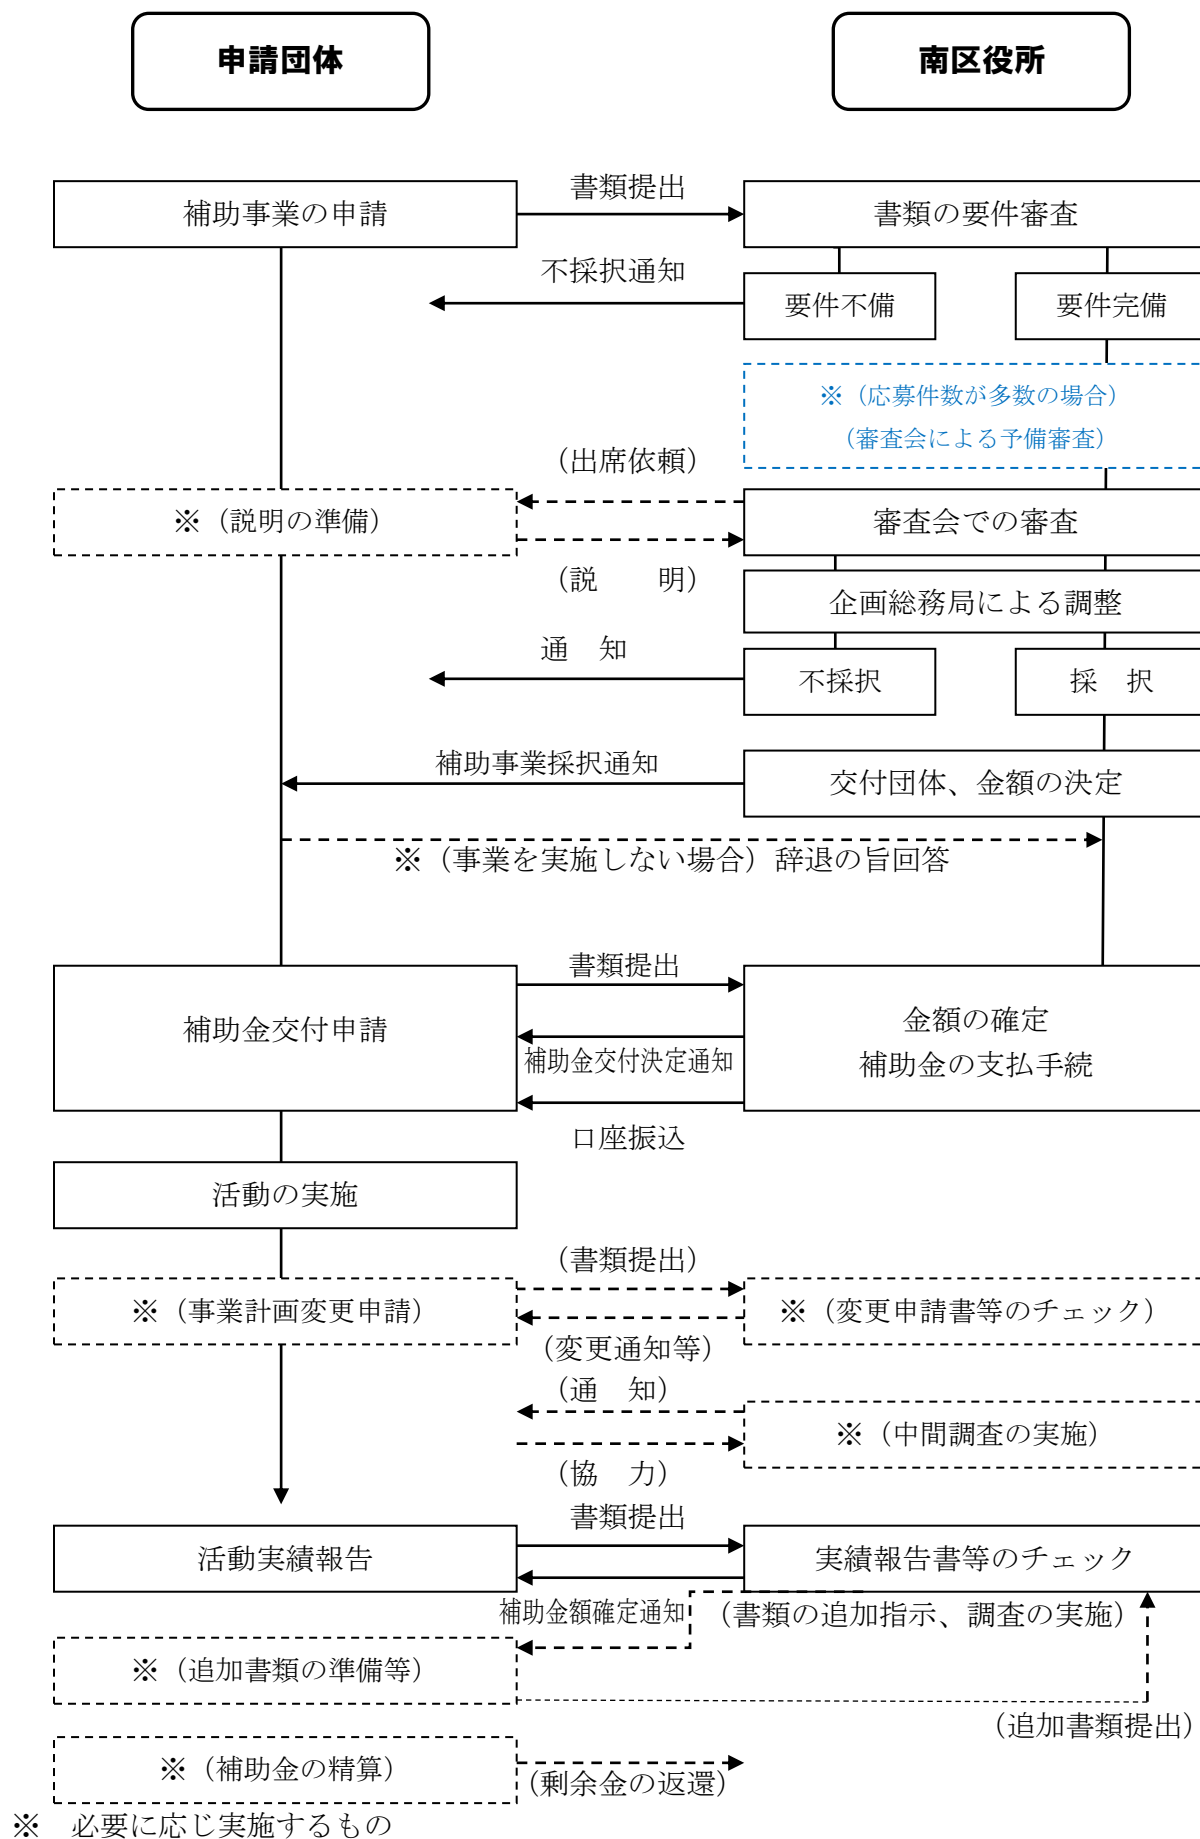 申請団体
南区役所
補助事業の申請
書類提出
書類の要件審査
不採択通知
要件不備
要件完備
※（応募件数が多数の場合）
（審査会による予備審査）
（出席依頼）
※（説明の準備）
審査会での審査
（説　　明）
企画総務局による調整
通　知
不採択
採　択
補助事業採択通知
交付団体、金額の決定
※（事業を実施しない場合）辞退の旨回答
書類提出
補助金交付申請
金額の確定
補助金の支払手続
補助金交付決定通知
口座振込
活動の実施
（書類提出）
※（事業計画変更申請）
※（変更申請書等のチェック）
（変更通知等）
（通　知）
※（中間調査の実施）
（協　力）
書類提出
活動実績報告
実績報告書等のチェック
補助金額確定通知
（書類の追加指示、調査の実施）
※（追加書類の準備等）
（追加書類提出）
※（補助金の精算）
（剰余金の返還）
※　必要に応じ実施するもの